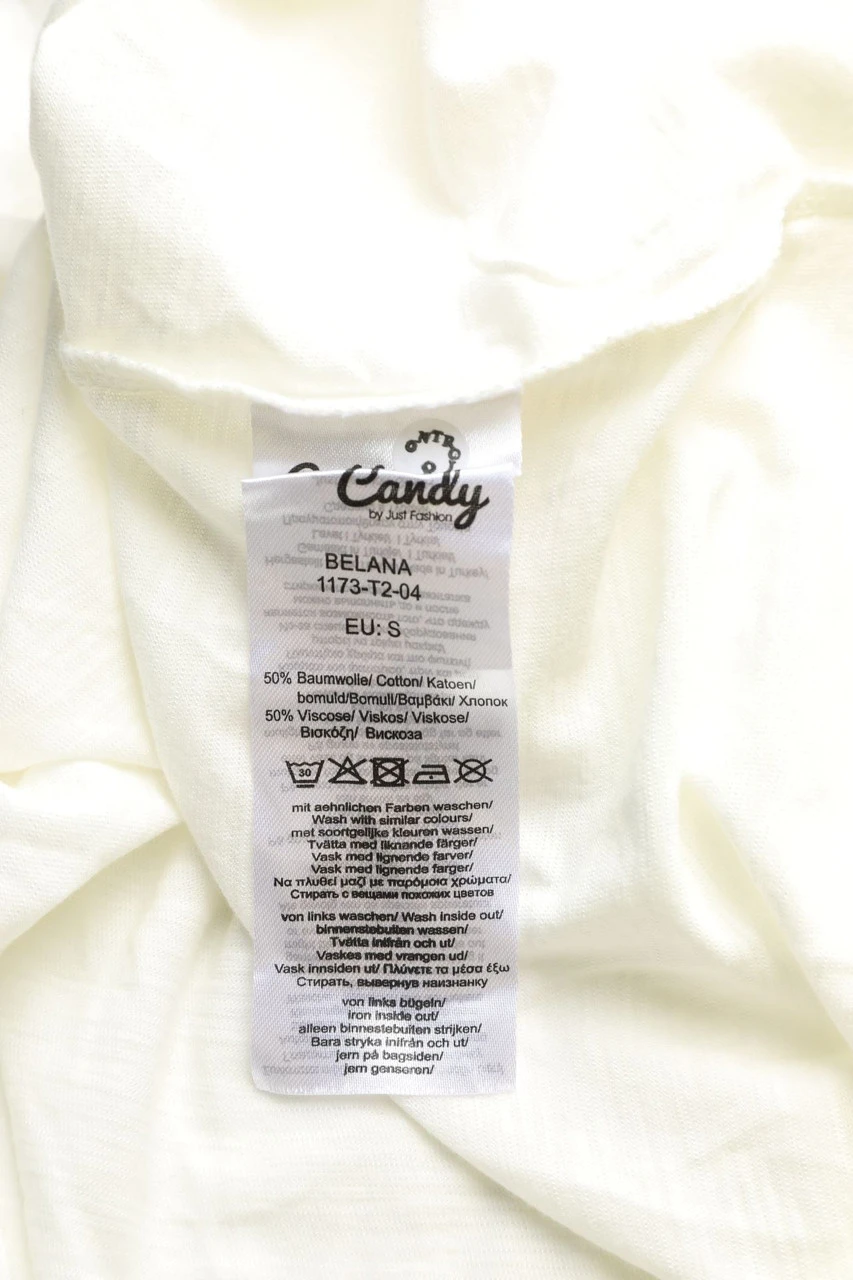 CONTROL
Candy
by Just Fashion
BELANA
1173-T2-04
EU: S
50% Baumwolle/ Cotton/ Katoen/
bomuld/Bomull/Βαμβάκι/ Хлопок
50% Viscose/ Viskos/ Viskose/
Βισκόζη/ Вискоза
30
mit aehnlichen Farben waschen/
Wash with similar colours/
met soortgelijke kleuren wassen/
Tvätta med liknande färger/
Vask med lignende farver/
Vask med lignende farger/
Να πλυθεί μαζί με παρόμοια χρώματα/
Стирать с вещами похожих цветов
von links waschen/ Wash inside out/
binnenstebuiten wassen/
Tvätta inifrån och ut/
Vaskes med vrangen ud/
Vask innsiden ut/ Πλύνετε τα μέσα έξω
Стирать, вывернув наизнанку
von links bügeln/
iron inside out/
alleen binnenstebuiten strijken/
Bara stryka inifrån och ut/
jern på bagsiden/
jern genseren/